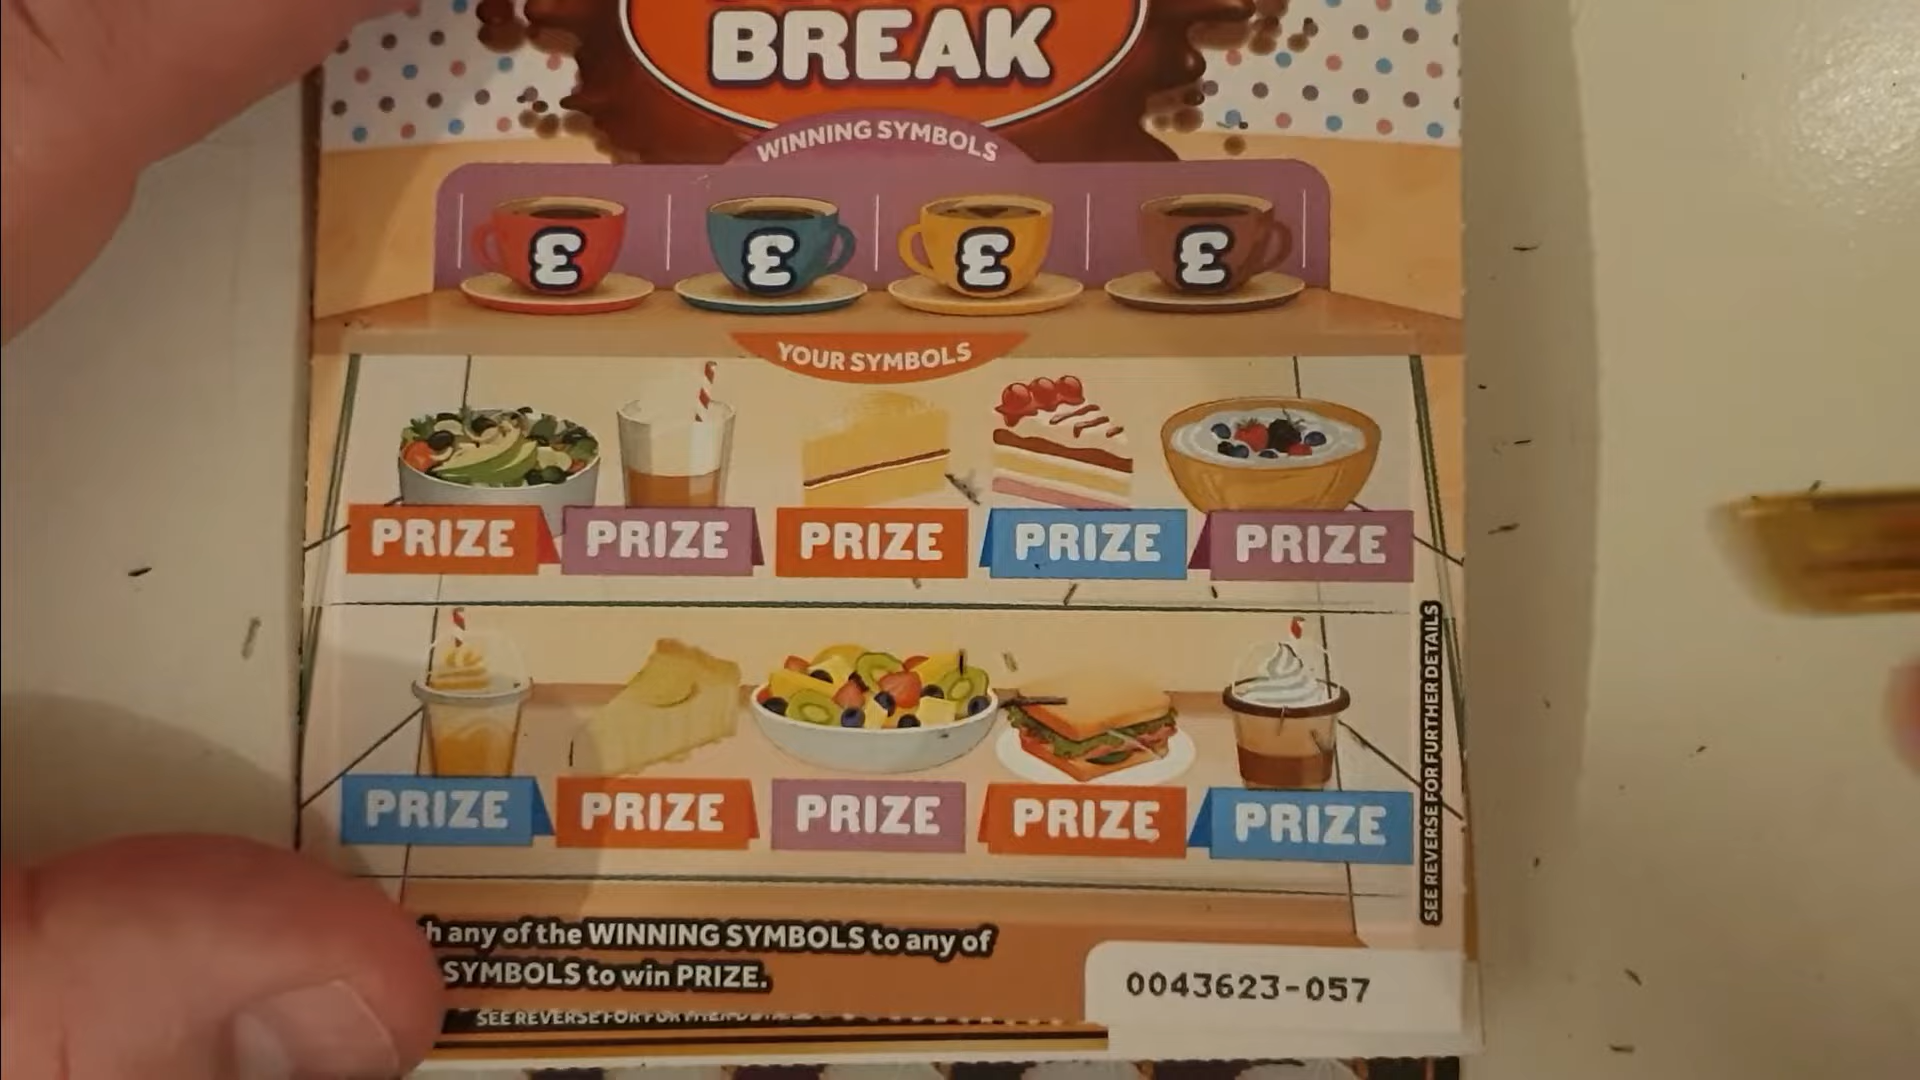 BREAK
WINNING SYMBOLS
£ £ £ £
YOUR SYMBOLS
PRIZE PRIZE PRIZE PRIZE PRIZE
PRIZE PRIZE PRIZE PRIZE PRIZE
SEE REVERSE FOR FURTHER DETAILS
any of the WINNING SYMBOLS to any of
SYMBOLS to win PRIZE.
0043623-057
SEE REVERSE FOR FURTHER